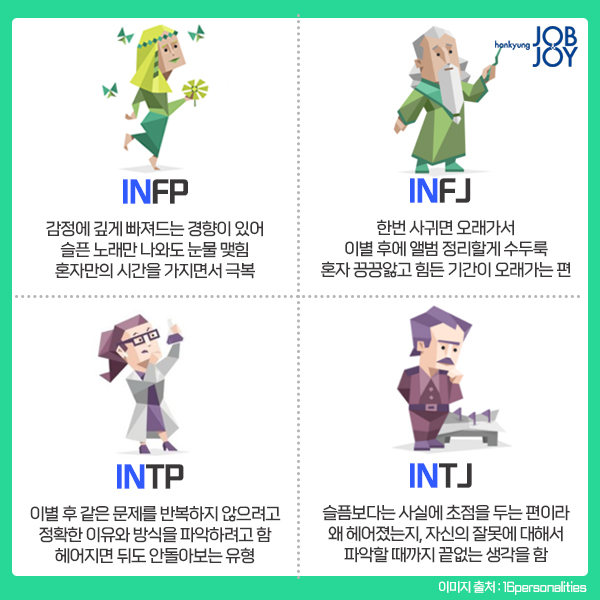 hankyung JOB & JOY
INFP
감정에 깊게 빠져드는 경향이 있어
슬픈 노래만 나와도 눈물 맺힘
혼자만의 시간을 가지면서 극복
INFJ
한번 사귀면 오래가서
이별 후에 앨범 정리할게 수두룩
혼자 끙끙앓고 힘든 기간이 오래가는 편
INTP
이별 후 같은 문제를 반복하지 않으려고
정확한 이유와 방식을 파악하려고 함
헤어지면 뒤도 안돌아보는 유형
INTJ
슬픔보다는 사실에 초점을 두는 편이라
왜 헤어졌는지, 자신의 잘못에 대해서
파악할 때까지 끝없는 생각을 함
이미지 출처 : 16personalities